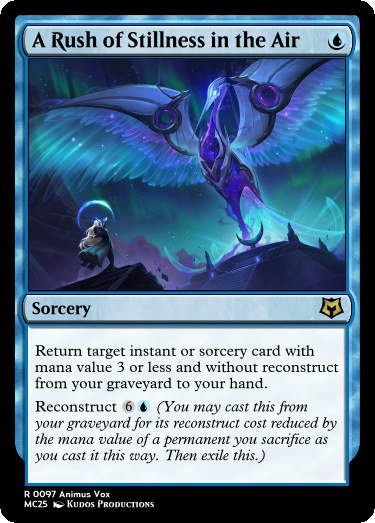 A Rush of Stillness in the Air
Sorcery
Return target instant or sorcery card with
mana value 3 or less and without reconstruct
from your graveyard to your hand.
Reconstruct 6 (You may cast this from
your graveyard for its reconstruct cost reduced by
the mana value of a permanent you sacrifice as
you cast it this way. Then exile this.)
R 0097 Animus Vox
MC25 Kudos Productions